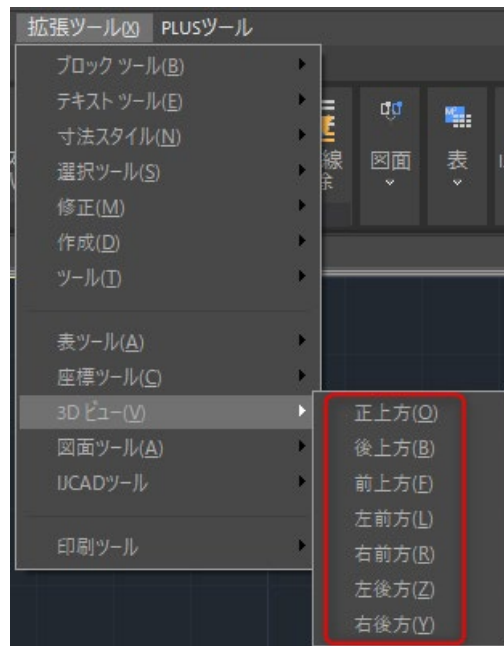 拡張ツール(X) PLUSツール
ブロック ツール(B)
テキスト ツール(E)
寸法スタイル(N)
選択ツール(S)
修正(M)
作成(D)
ツール(T)
線
除
図面
表
表ツール(A)
座標ツール(C)
3D ビュー(V)
図面ツール(A)
IJCADツール
印刷ツール
正上方(O)
後上方(B)
前上方(F)
左前方(L)
右前方(R)
左後方(Z)
右後方(Y)